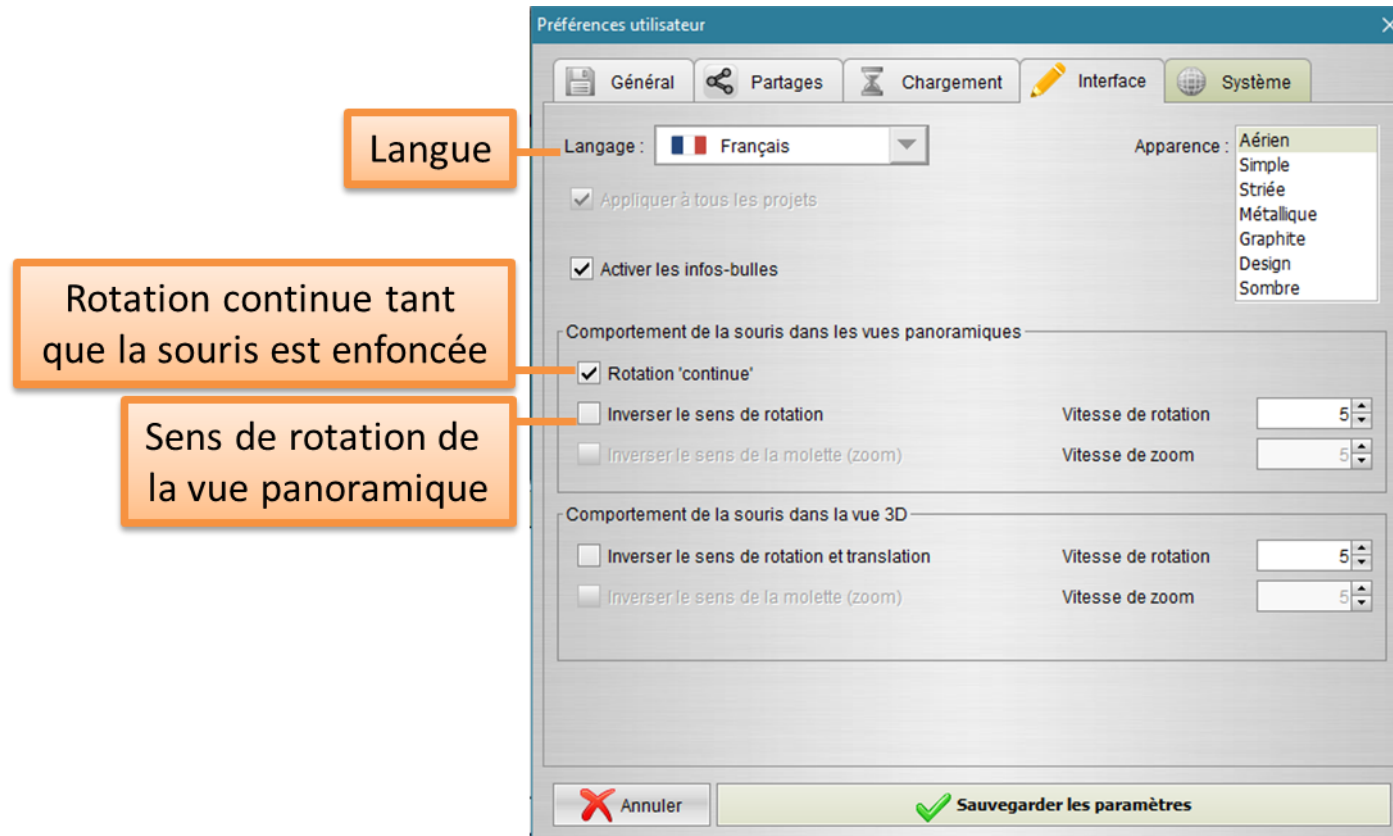 Préférences utilisateur
Général Partages Chargement Interface Système
Langue
Langage : Français
Apparence :
Aérien
Simple
Striée
Métallique
Graphite
Design
Sombre
Appliquer à tous les projets
Activer les infos-bulles
Rotation continue tant
que la souris est enfoncée
Comportement de la souris dans les vues panoramiques
Rotation 'continue'
Sens de rotation de
la vue panoramique
Inverser le sens de rotation Vitesse de rotation 5
Inverser le sens de la molette (zoom) Vitesse de zoom 5
Comportement de la souris dans la vue 3D
Inverser le sens de rotation et translation Vitesse de rotation 5
Inverser le sens de la molette (zoom) Vitesse de zoom 5
Annuler Sauvegarder les paramètres